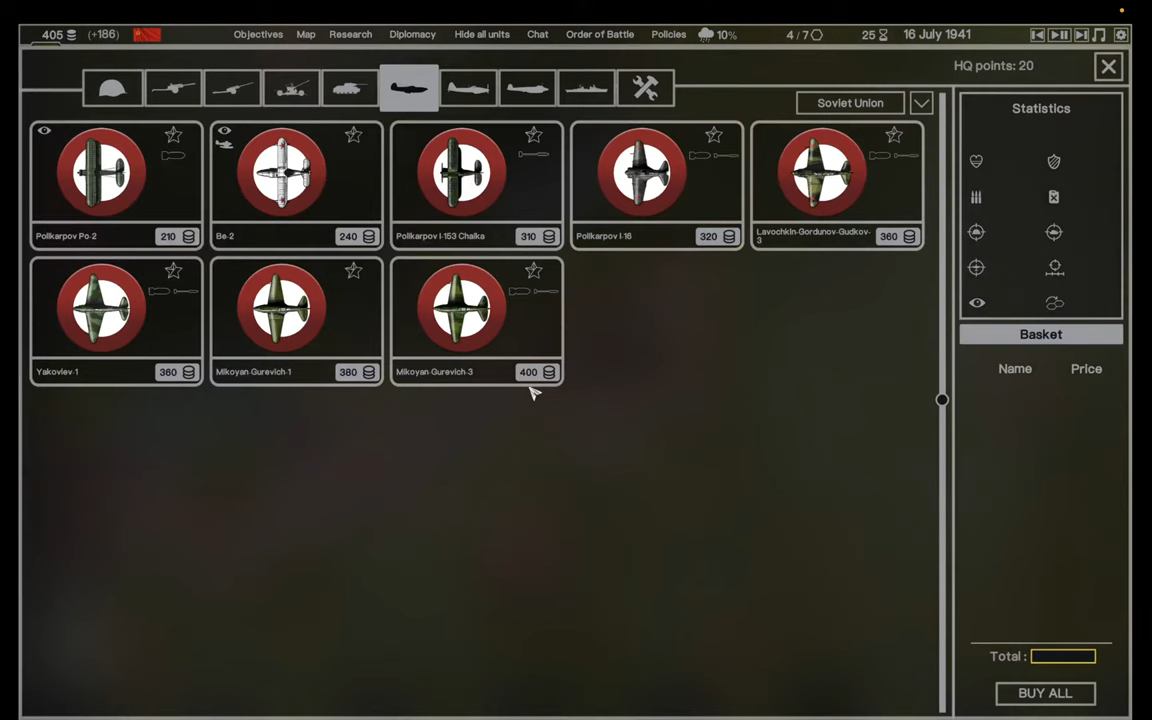 405 (+186) Objectives Map Research Diplomacy Hide all units Chat Order of Battle Policies 10% 4 / 7 25 16 July 1941
HQ points: 20
Soviet Union
Statistics
Polikarpov Po-2 210
Be-2 240
Polikarpov I-153 Chaika 310
Polikarpov I-16 320
Lavochkin-Gordunov-Gudkov-
3 360
Yakovlev-1 360
Mikoyan-Gurevich-1 380
Mikoyan-Gurevich-3 400
Basket
Name Price
Total :
BUY ALL